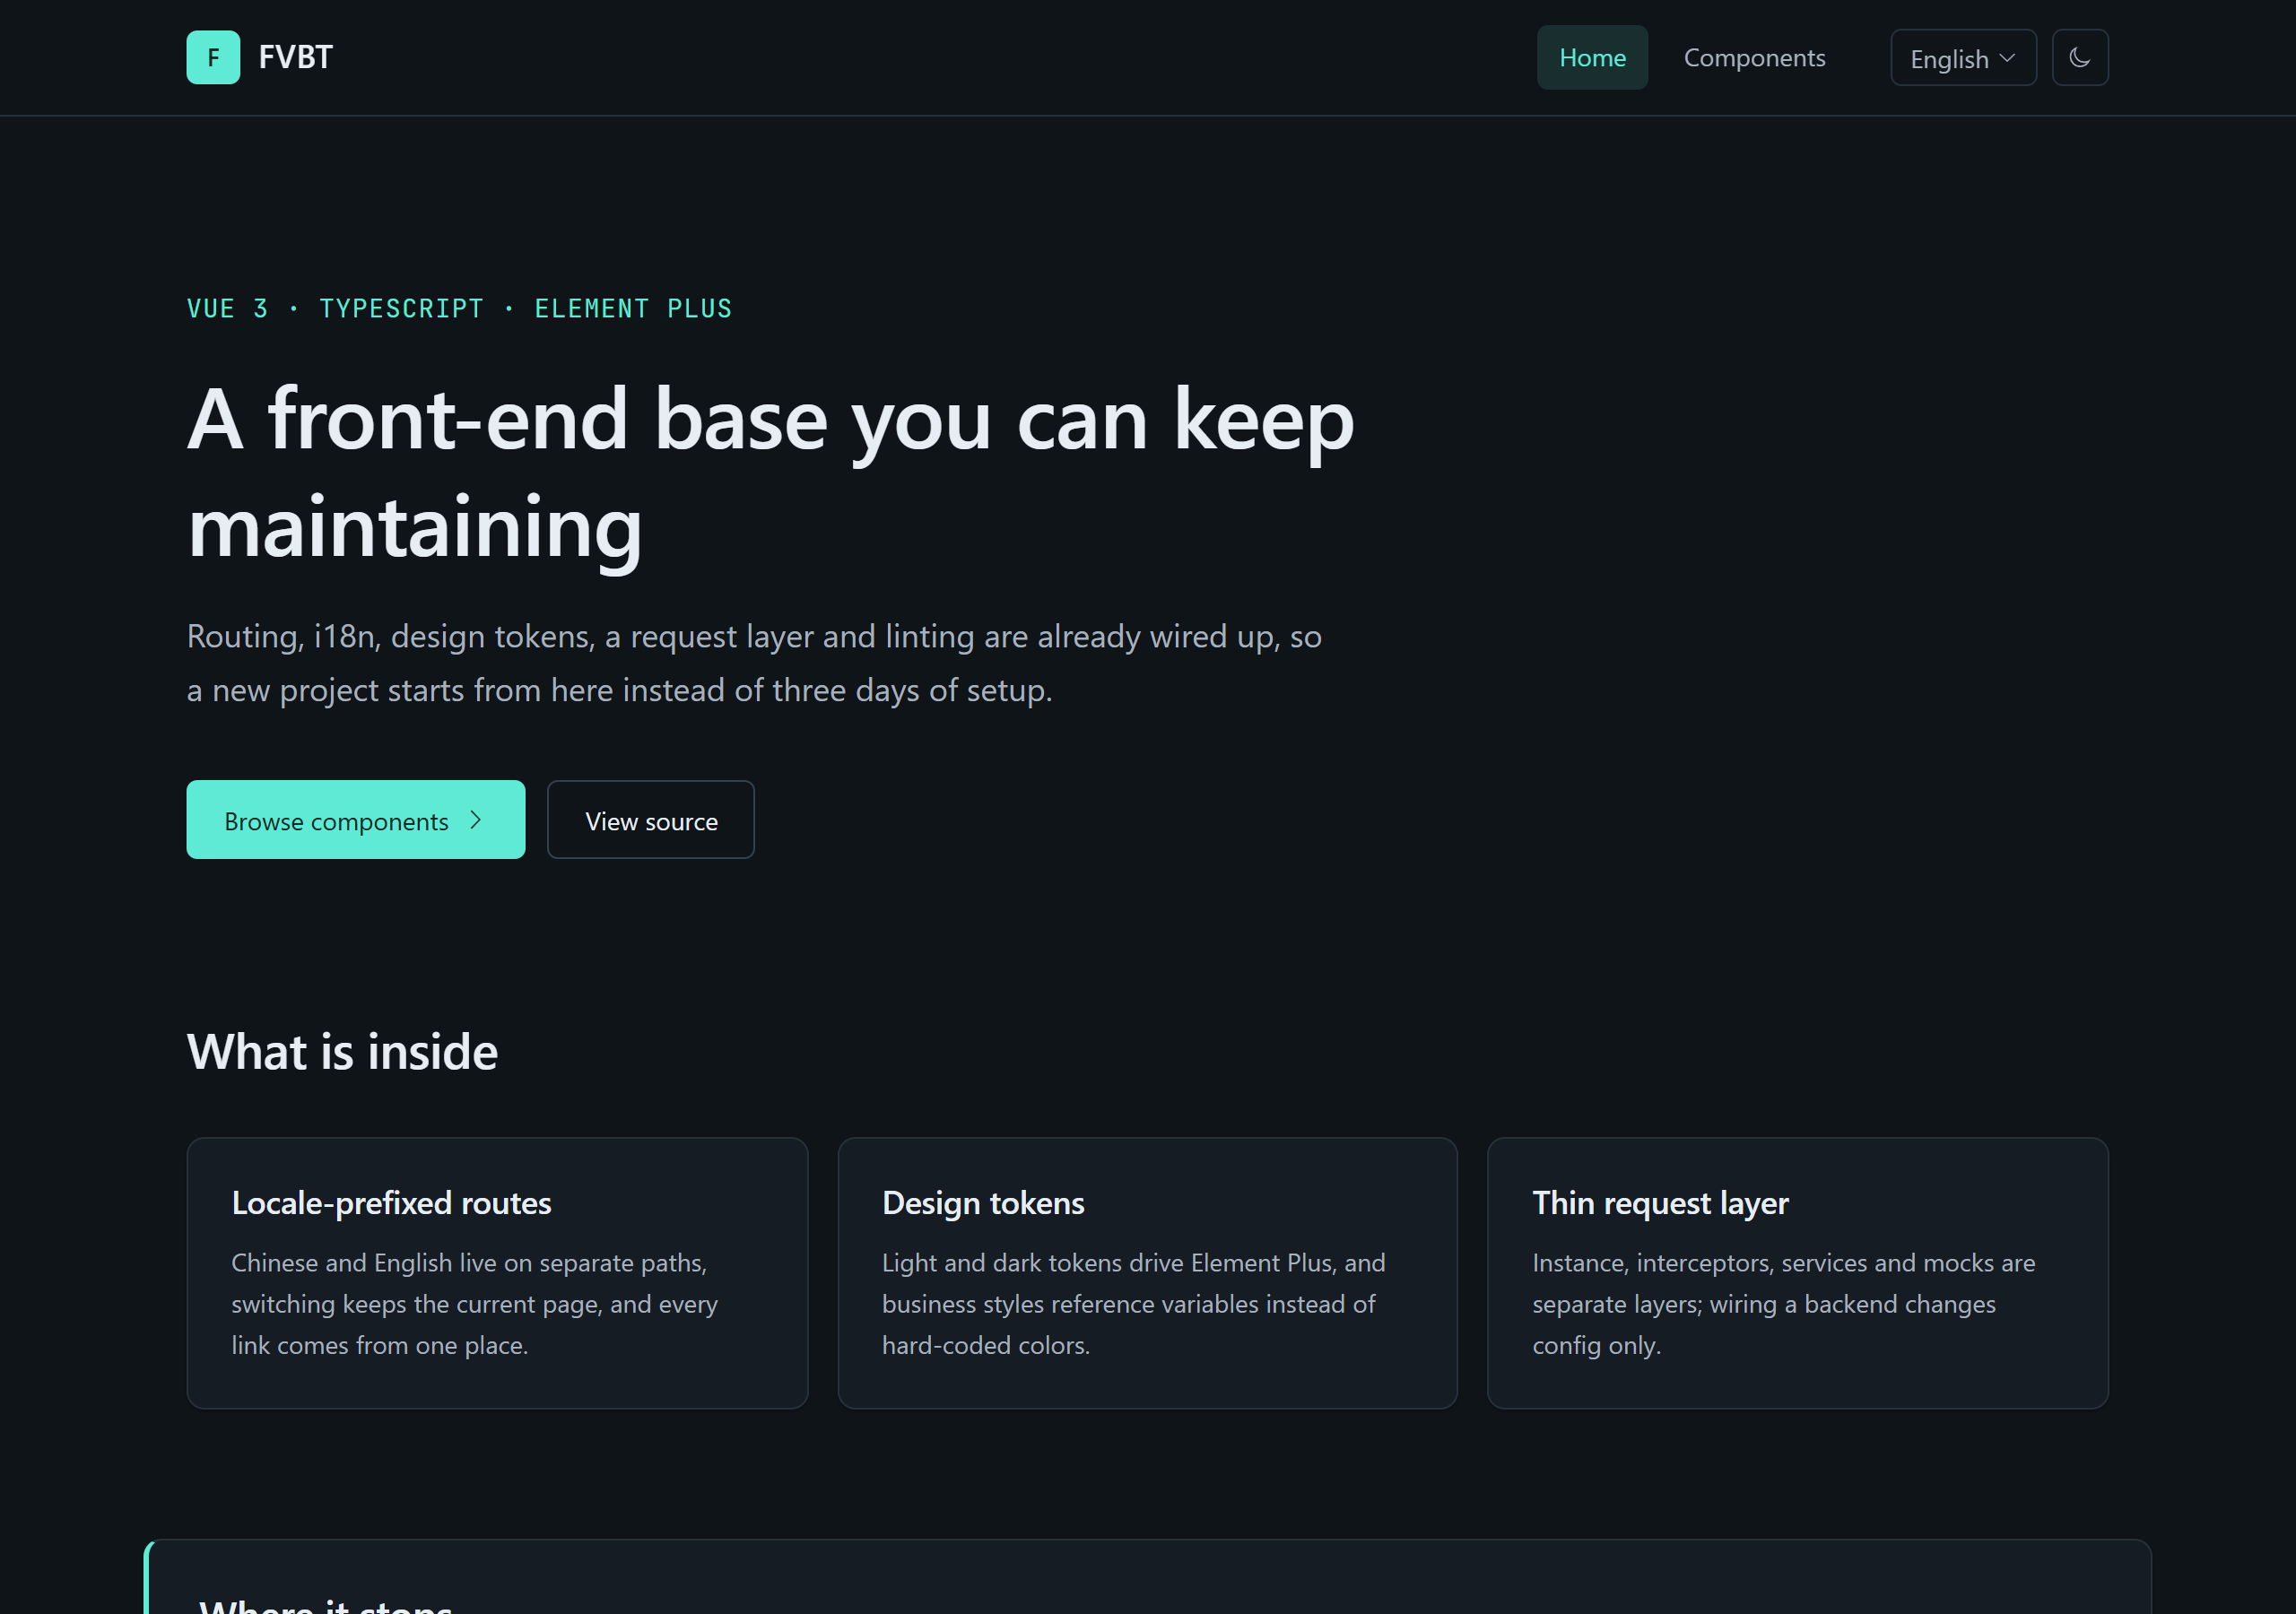 F FVBT
Home Components English
VUE 3 · TYPESCRIPT · ELEMENT PLUS
A front-end base you can keep
maintaining
Routing, i18n, design tokens, a request layer and linting are already wired up, so
a new project starts from here instead of three days of setup.
Browse components
View source
What is inside
Locale-prefixed routes
Chinese and English live on separate paths,
switching keeps the current page, and every
link comes from one place.
Design tokens
Light and dark tokens drive Element Plus, and
business styles reference variables instead of
hard-coded colors.
Thin request layer
Instance, interceptors, services and mocks are
separate layers; wiring a backend changes
config only.
Where it stops